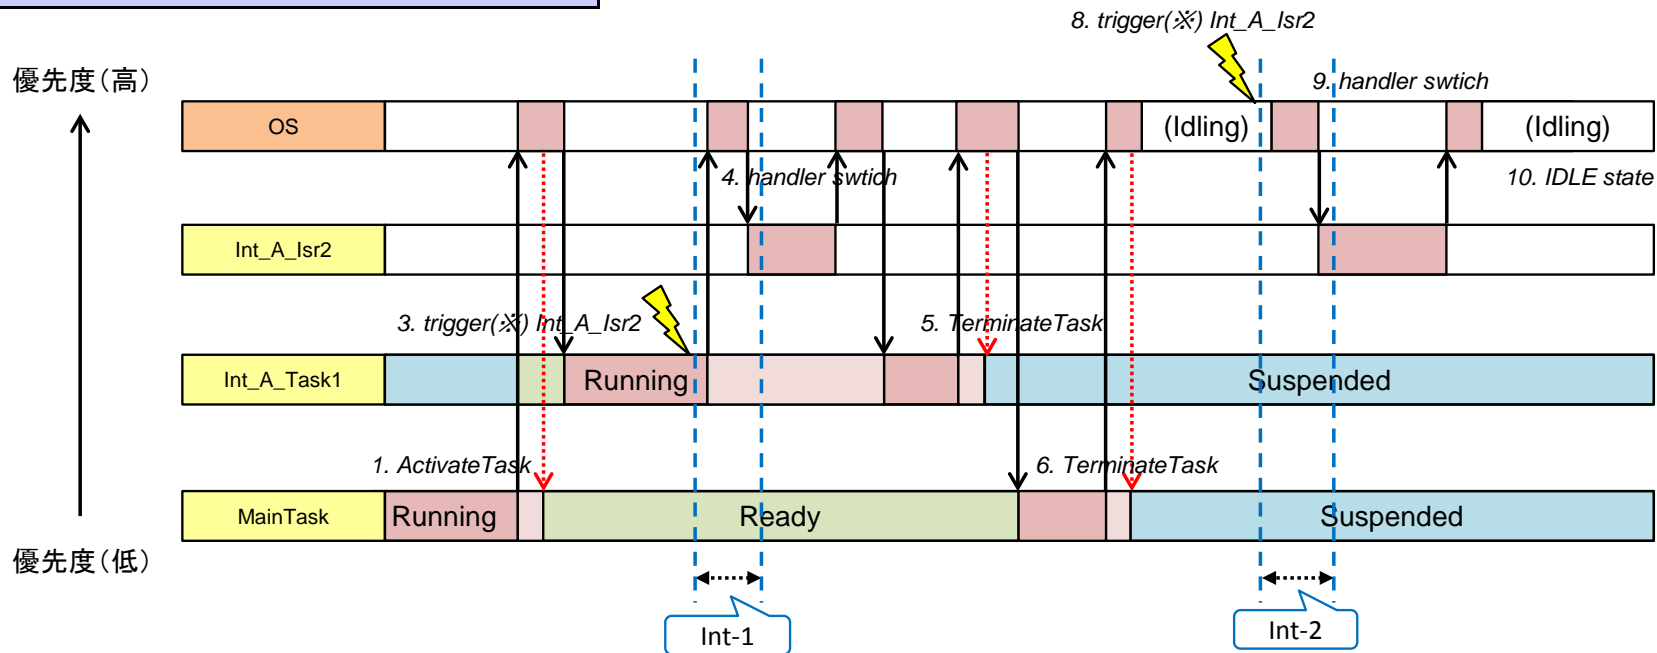 8. trigger(※) Int_A_Isr2
優先度(高)
9. handler swtich
OS
(Idling)
(Idling)
4. handler swtich
10. IDLE state
Int_A_Isr2
3. trigger(※) Int_A_Isr2
5. TerminateTask
Int_A_Task1
Running
Suspended
1. ActivateTask
6. TerminateTask
MainTask
Running
Ready
Suspended
優先度(低)
Int-1
Int-2